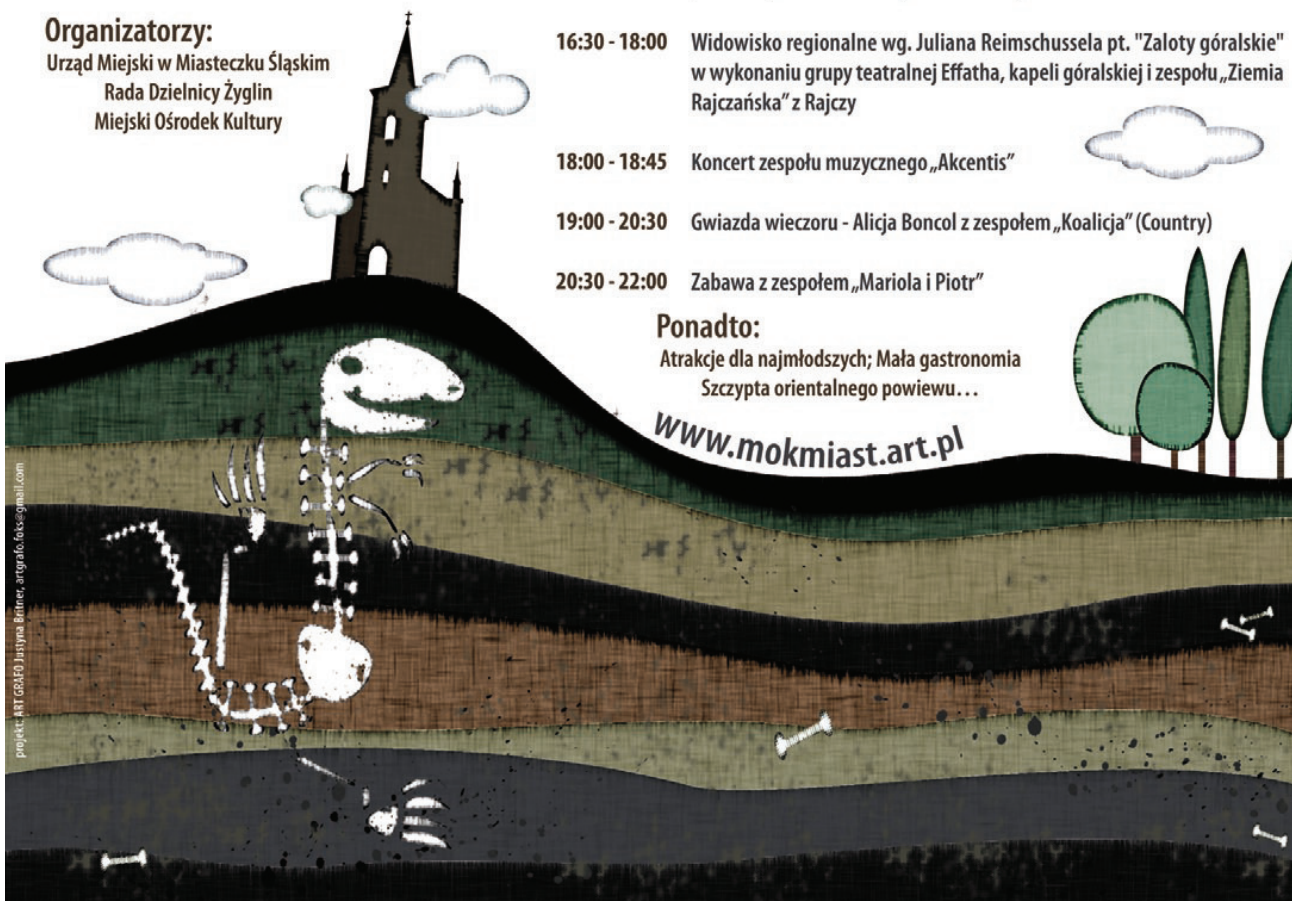 Organizatorzy:
Urząd Miejski w Miasteczku Śląskim
Rada Dzielnicy Żyglin
Miejski Ośrodek Kultury
16:30 - 18:00 Widowisko regionalne wg. Juliana Reimschussela pt. "Zaloty góralskie"
w wykonaniu grupy teatralnej Effatha, kapeli góralskiej i zespołu „Ziemia
Rajczańska” z Rajczy
18:00 - 18:45 Koncert zespołu muzycznego „Akcentis”
19:00 - 20:30 Gwiazda wieczoru - Alicja Boncol z zespołem „Koalicja” (Country)
20:30 - 22:00 Zabawa z zespołem „Mariola i Piotr”
Ponadto:
Atrakcje dla najmłodszych; Mała gastronomia
Szczypta orientalnego powiewu…
www.mokmiast.art.pl
projekt: ART GRAFO Justyna Britner, artgrafo.foks@gmail.com